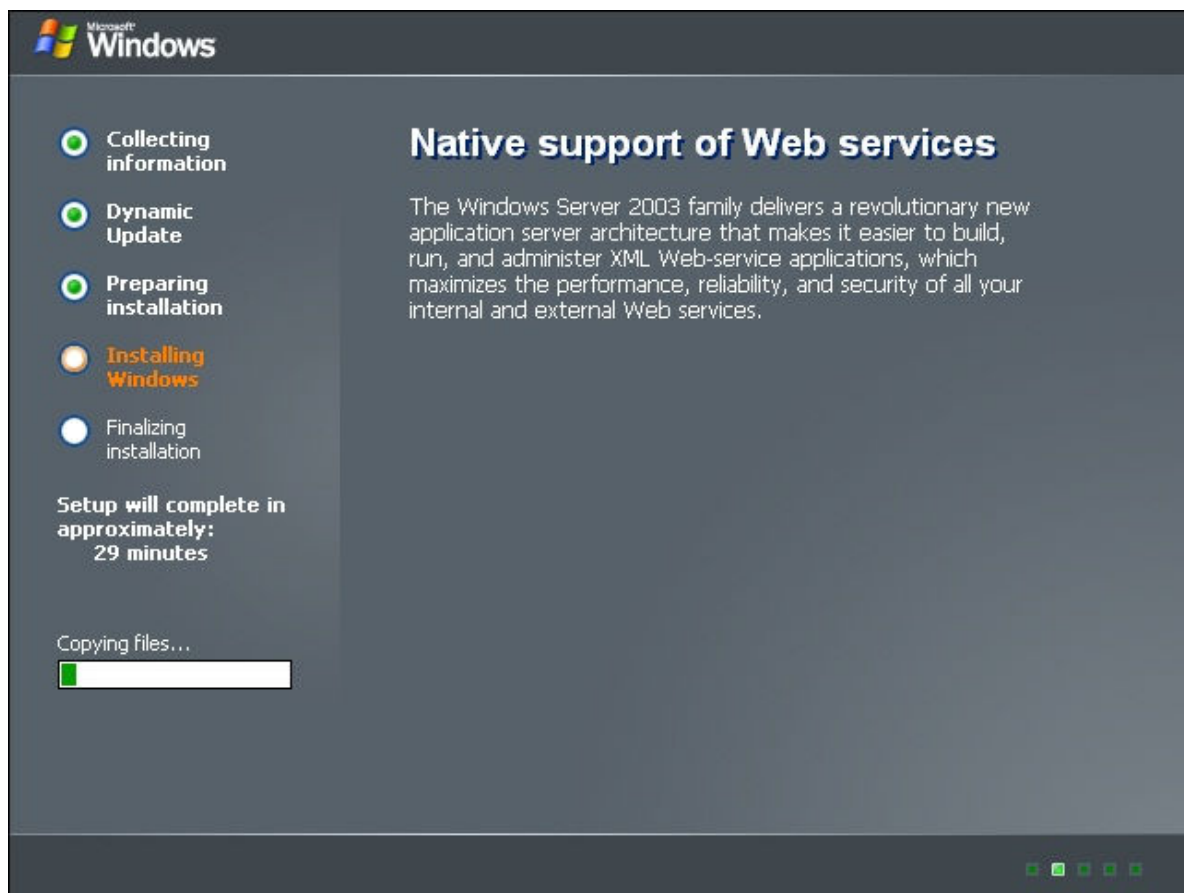 Microsoft
Windows
Collecting
information
Dynamic
Update
Preparing
installation
Installing
Windows
Finalizing
installation
Setup will complete in
approximately:
29 minutes
Copying files...
Native support of Web services
The Windows Server 2003 family delivers a revolutionary new
application server architecture that makes it easier to build,
run, and administer XML Web-service applications, which
maximizes the performance, reliability, and security of all your
internal and external Web services.